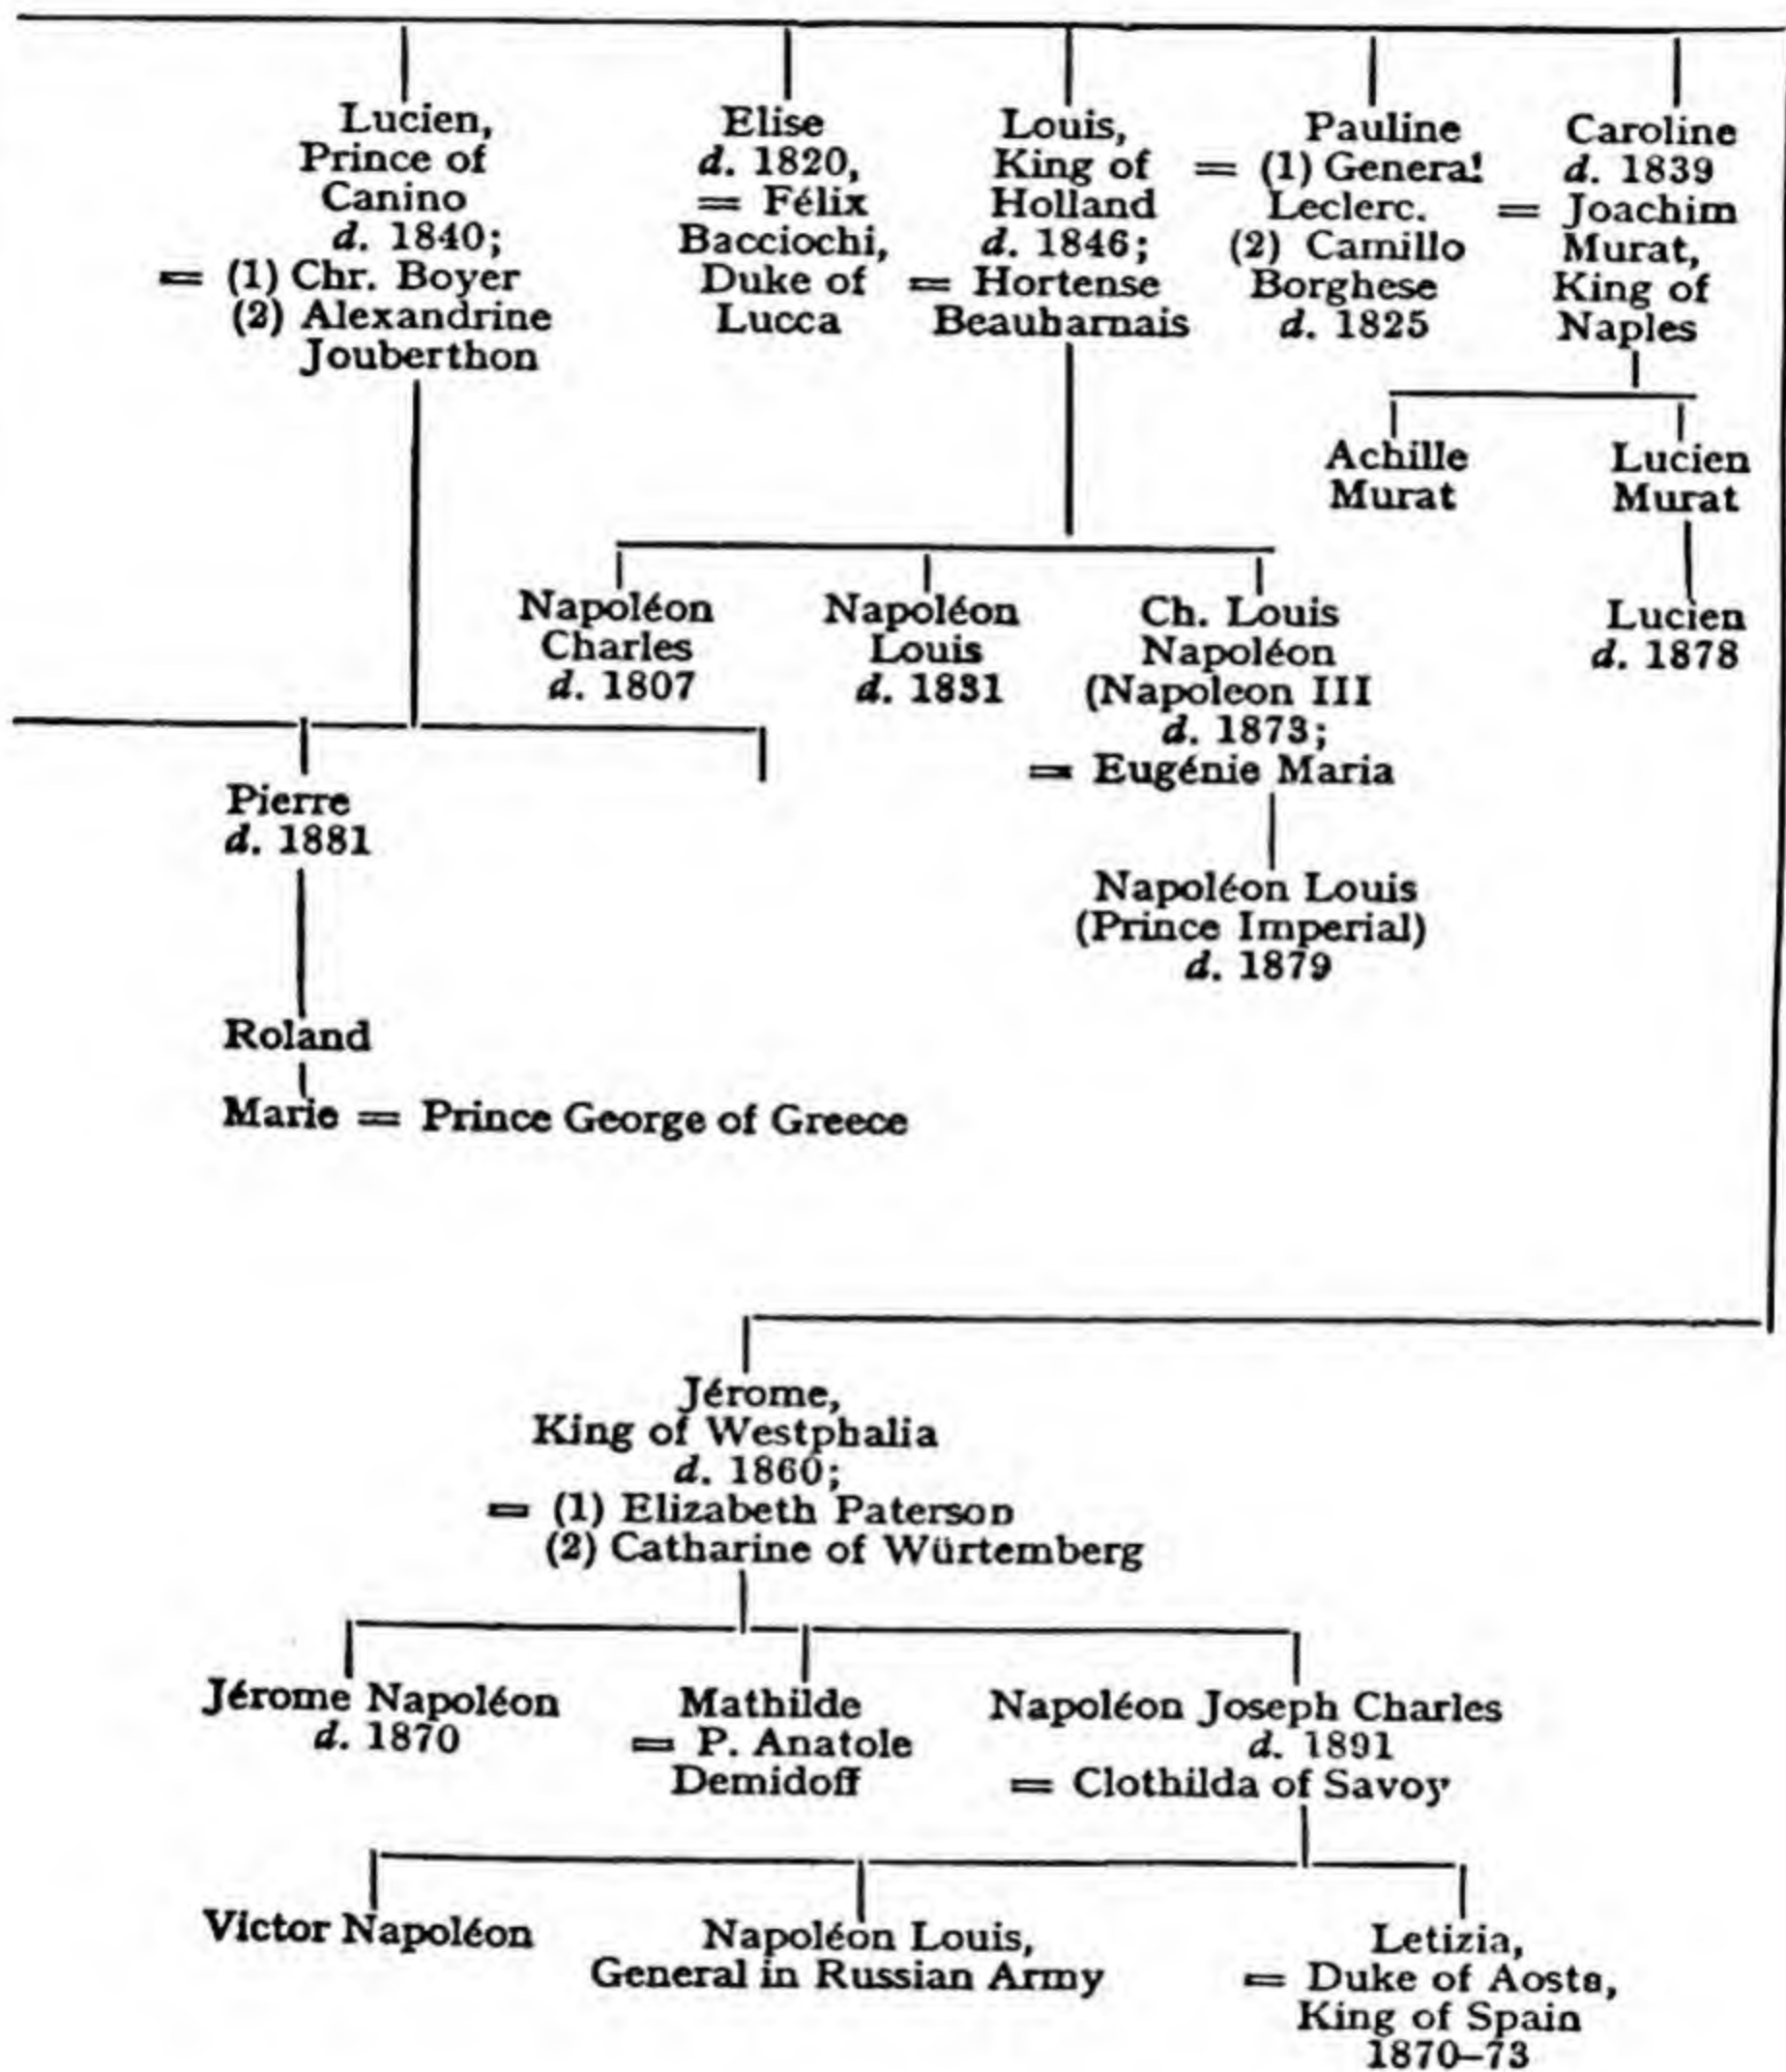 Lucien,
Prince of
Canino
d. 1840;
= (1) Chr. Boyer
(2) Alexandrine
Jouberthon
Elise
d. 1820,
= Félix
Bacciochi,
Duke of
Lucca
Louis,
King of
Holland
d. 1846;
= Hortense
Beauharnais
Pauline
= (1) General
Leclerc.
(2) Camillo
Borghese
d. 1825
Caroline
d. 1839
= Joachim
Murat,
King of
Naples
Achille
Murat
Lucien
Murat
Lucien
d. 1878
Napoléon
Charles
d. 1807
Napoléon
Louis
d. 1831
Ch. Louis
Napoléon
(Napoleon III
d. 1873;
= Eugénie Maria
Napoléon Louis
(Prince Imperial)
d. 1879
Pierre
d. 1881
Roland
Marie = Prince George of Greece
Jérome,
King of Westphalia
d. 1860;
= (1) Elizabeth Paterson
(2) Catharine of Würtemberg
Jérome Napoléon
d. 1870
Mathilde
= P. Anatole
Demidoff
Napoléon Joseph Charles
d. 1891
= Clothilda of Savoy
Victor Napoléon
Napoléon Louis,
General in Russian Army
Letizia,
= Duke of Aosta,
King of Spain
1870–73